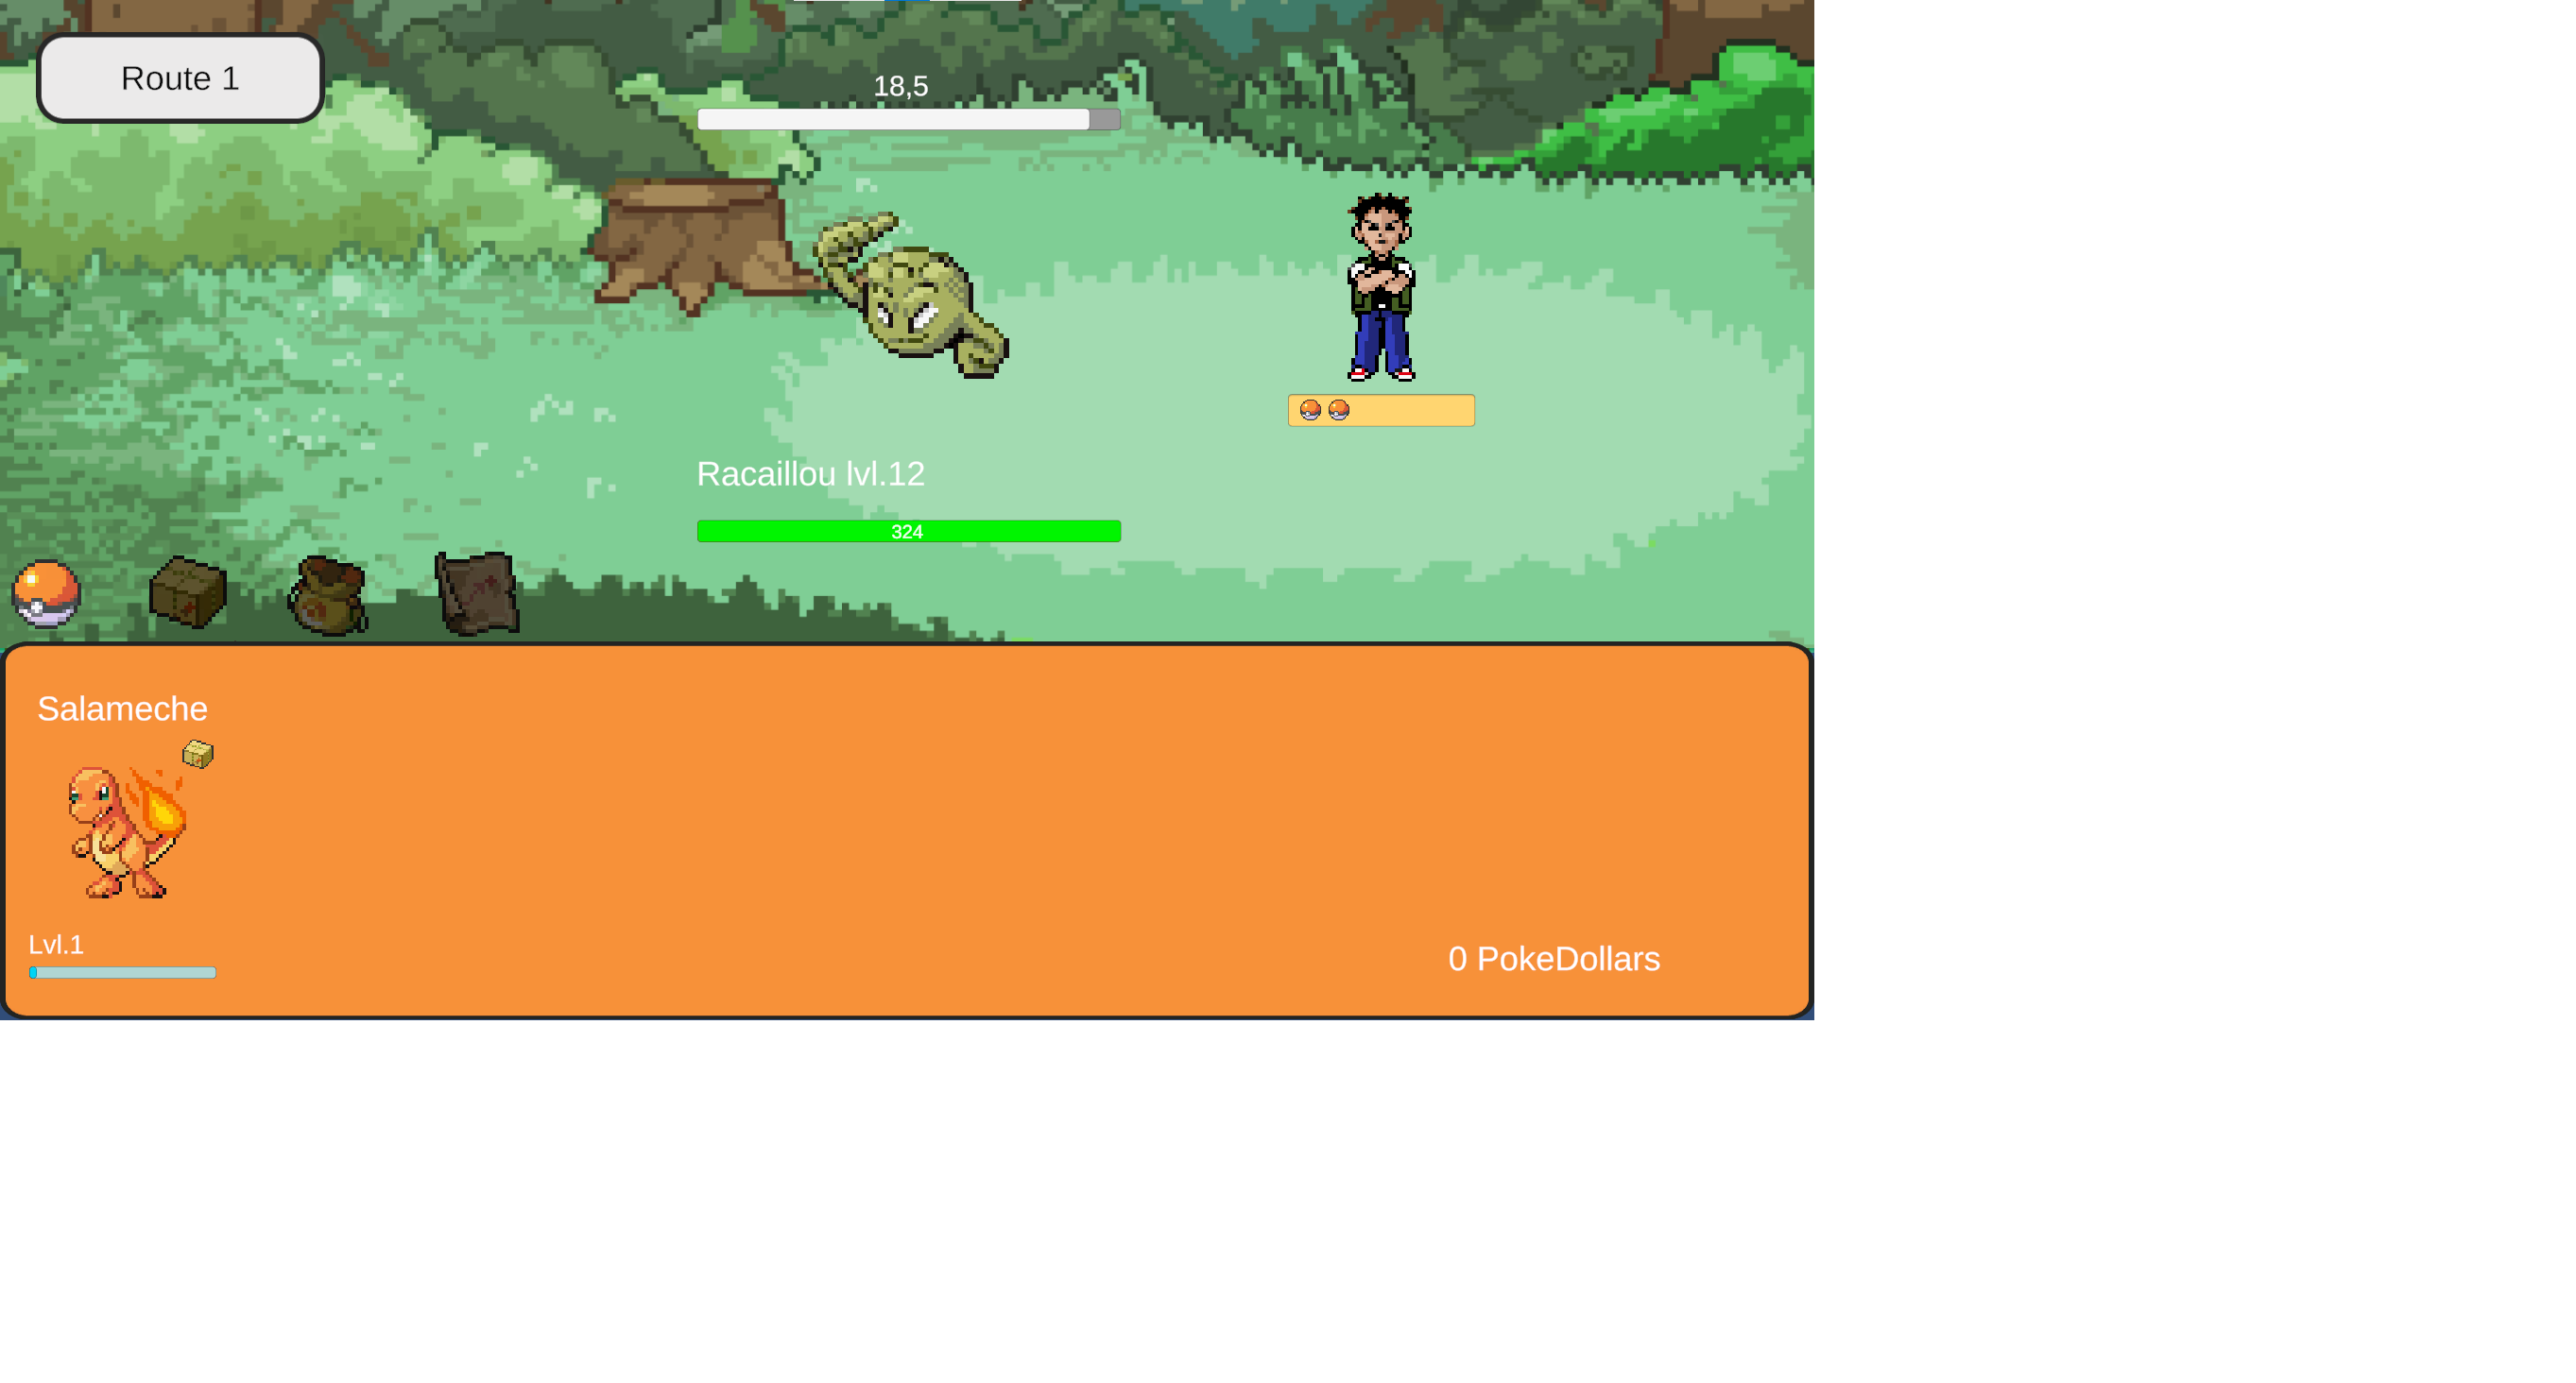 Route 1
18,5
Racaillou lvl.12
324
Salameche
Lvl.1
0 PokeDollars